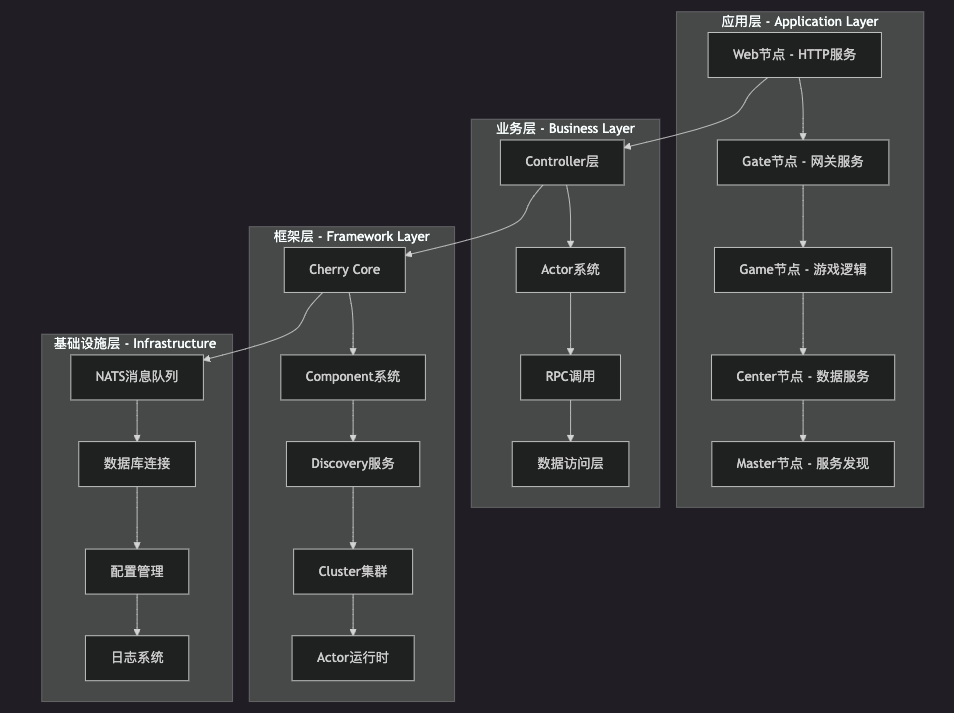 应用层 - Application Layer
Web节点 - HTTP服务
Gate节点 - 网关服务
Game节点 - 游戏逻辑
Center节点 - 数据服务
Master节点 - 服务发现
业务层 - Business Layer
Controller层
Actor系统
RPC调用
数据访问层
框架层 - Framework Layer
Cherry Core
Component系统
Discovery服务
Cluster集群
Actor运行时
基础设施层 - Infrastructure
NATS消息队列
数据库连接
配置管理
日志系统